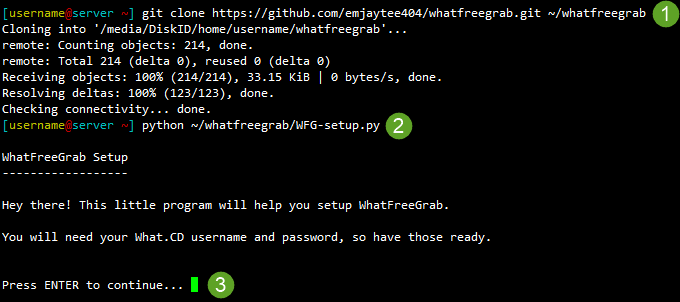 [username@server ~] git clone https://github.com/emjaytee404/whatfreegrab.git ~/whatfreegrab 1
Cloning into '/media/DiskID/home/username/whatfreegrab'...
remote: Counting objects: 214, done.
remote: Total 214 (delta 0), reused 0 (delta 0)
Receiving objects: 100% (214/214), 33.15 KiB | 0 bytes/s, done.
Resolving deltas: 100% (123/123), done.
Checking connectivity... done.
[username@server ~] python ~/whatfreegrab/WFG-setup.py 2
WhatFreeGrab Setup
------------------
Hey there! This little program will help you setup WhatFreeGrab.
You will need your What.CD username and password, so have those ready.
Press ENTER to continue... 3